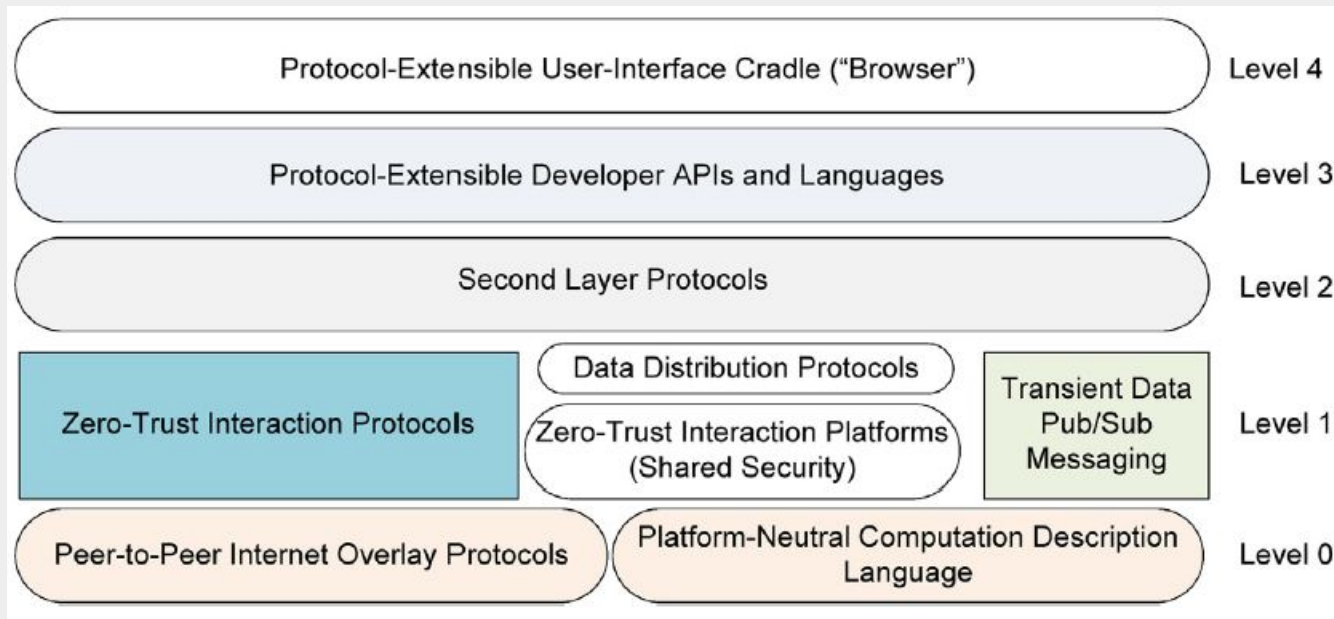 Protocol-Extensible User-Interface Cradle (“Browser”)
Level 4
Protocol-Extensible Developer APIs and Languages
Level 3
Second Layer Protocols
Level 2
Zero-Trust Interaction Protocols
Data Distribution Protocols
Zero-Trust Interaction Platforms
(Shared Security)
Transient Data
Pub/Sub
Messaging
Level 1
Peer-to-Peer Internet Overlay Protocols
Platform-Neutral Computation Description
Language
Level 0